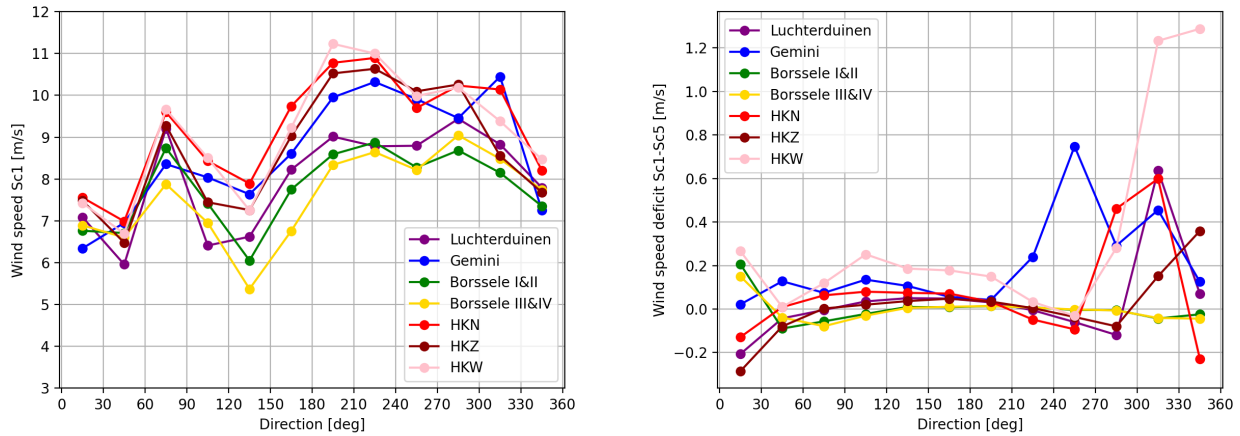 12
11
10
9
8
7
6
5
4
3
Wind speed Sc1 [m/s]
Luchterduinen
Gemini
Borssele I&II
Borssele III&IV
HKN
HKZ
HKW
0 30 60 90 120 150 180 210 240 270 300 330 360
Direction [deg]
1.2
1.0
0.8
0.6
0.4
0.2
0.0
−0.2
Wind speed deficit Sc1-Sc5 [m/s]
Luchterduinen
Gemini
Borssele I&II
Borssele III&IV
HKN
HKZ
HKW
0 30 60 90 120 150 180 210 240 270 300 330 360
Direction [deg]